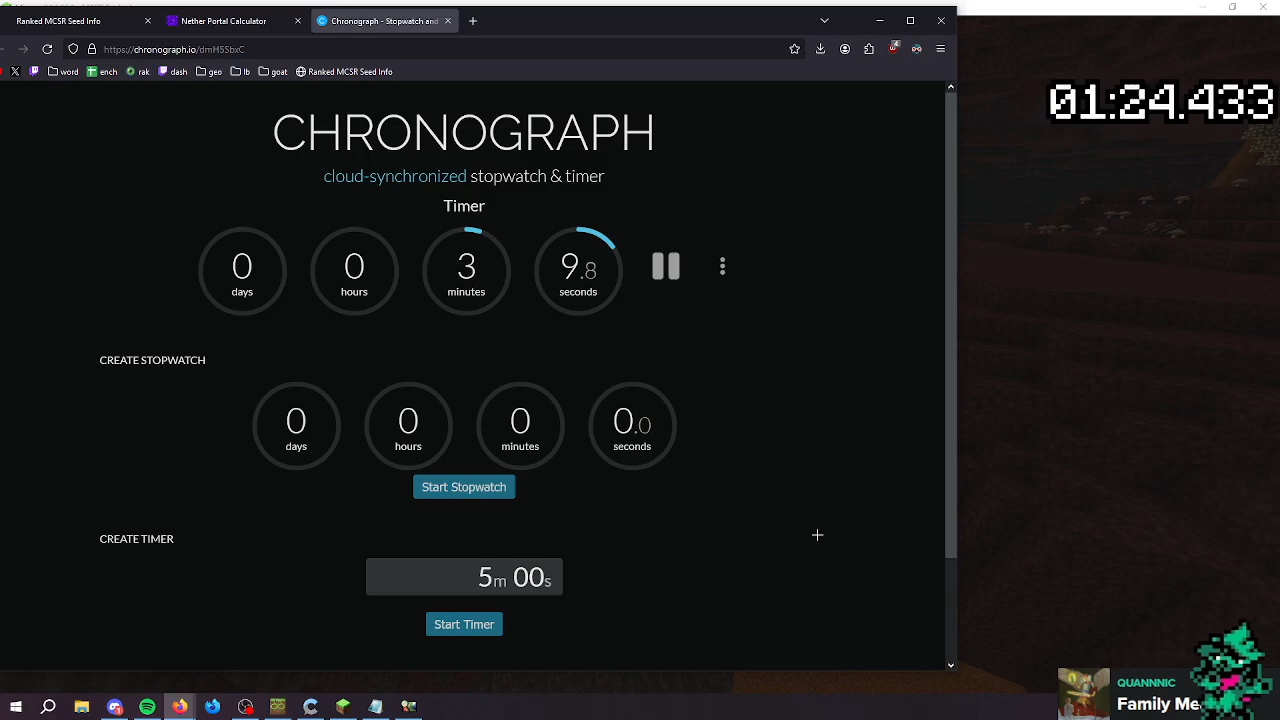 Ranked MCSR Seed Info
Nether Portal Calculator
Chronograph - Stopwatch and
https://chronograph.io/dmH5SbxC
word
ench
rak
dash
geo
lb
goat
Ranked MCSR Seed Info
01:24.433
CHRONOGRAPH
cloud-synchronized stopwatch & timer
Timer
0 days
0 hours
3 minutes
9.8 seconds
CREATE STOPWATCH
0 days
0 hours
0 minutes
0.0 seconds
Start Stopwatch
CREATE TIMER
5m 00s
Start Timer
QUANNNIC
Family Me